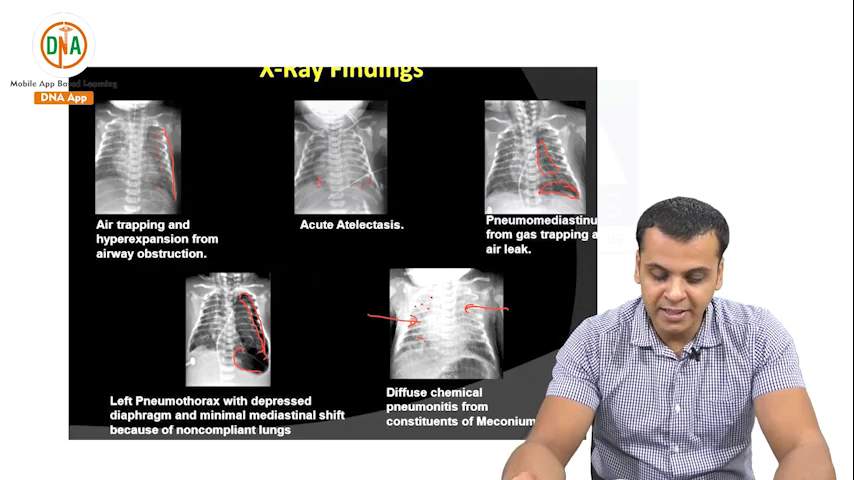 DNA
Mobile App Based Learning
DNA App
X-Ray Findings
Air trapping and
hyperexpansion from
airway obstruction.
Acute Atelectasis.
Pneumomediastinu
from gas trapping a
air leak.
Left Pneumothorax with depressed
diaphragm and minimal mediastinal shift
because of noncompliant lungs
Diffuse chemical
pneumonitis from
constituents of Meconium